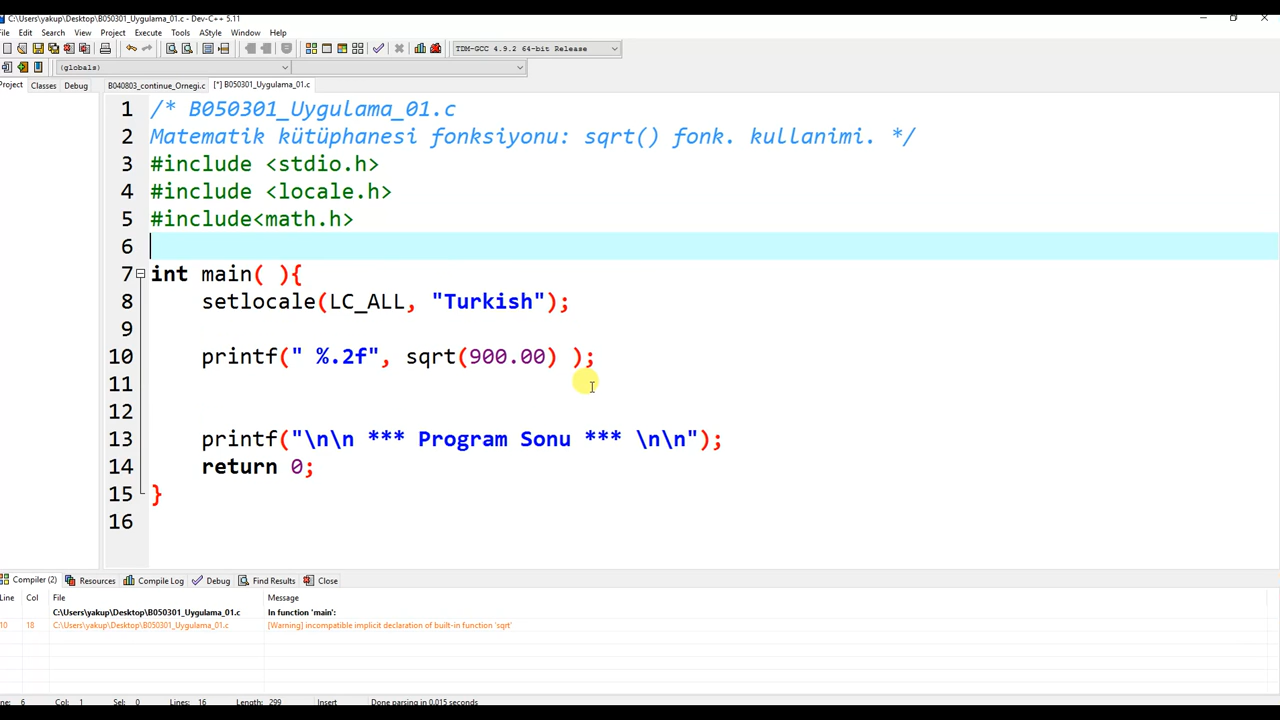 C:\Users\yakup\Desktop\B050301_Uygulama_01.c - Dev-C++ 5.11
File Edit Search View Project Execute Tools AStyle Window Help
TDM-GCC 4.9.2 64-bit Release
(globals)
Project Classes Debug B040803_continue_Ornegi.c [*] B050301_Uygulama_01.c
1 /* B050301_Uygulama_01.c
2 Matematik kütüphanesi fonksiyonu: sqrt() fonk. kullanimi. */
3 #include <stdio.h>
4 #include <locale.h>
5 #include<math.h>
6
7 int main( ){
8 setlocale(LC_ALL, "Turkish");
9
10 printf(" %.2f", sqrt(900.00) );
11
12
13 printf("\n\n *** Program Sonu *** \n\n");
14 return 0;
15 }
16
Compiler (2) Resources Compile Log Debug Find Results Close
Line Col File Message
C:\Users\yakup\Desktop\B050301_Uygulama_01.c In function 'main':
10 18 C:\Users\yakup\Desktop\B050301_Uygulama_01.c [Warning] incompatible implicit declaration of built-in function 'sqrt'
ne: 6 Col: 1 Sel: 0 Lines: 16 Length: 299 Insert Done parsing in 0.015 seconds